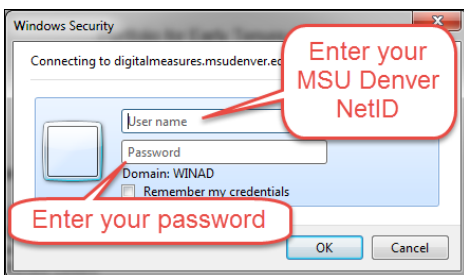 Windows Security
Connecting to digitalmeasures.msudenver.ed
Enter your
MSU Denver
NetID
User name
Password
Domain: WINAD
Remember my credentials
Enter your password
OK
Cancel